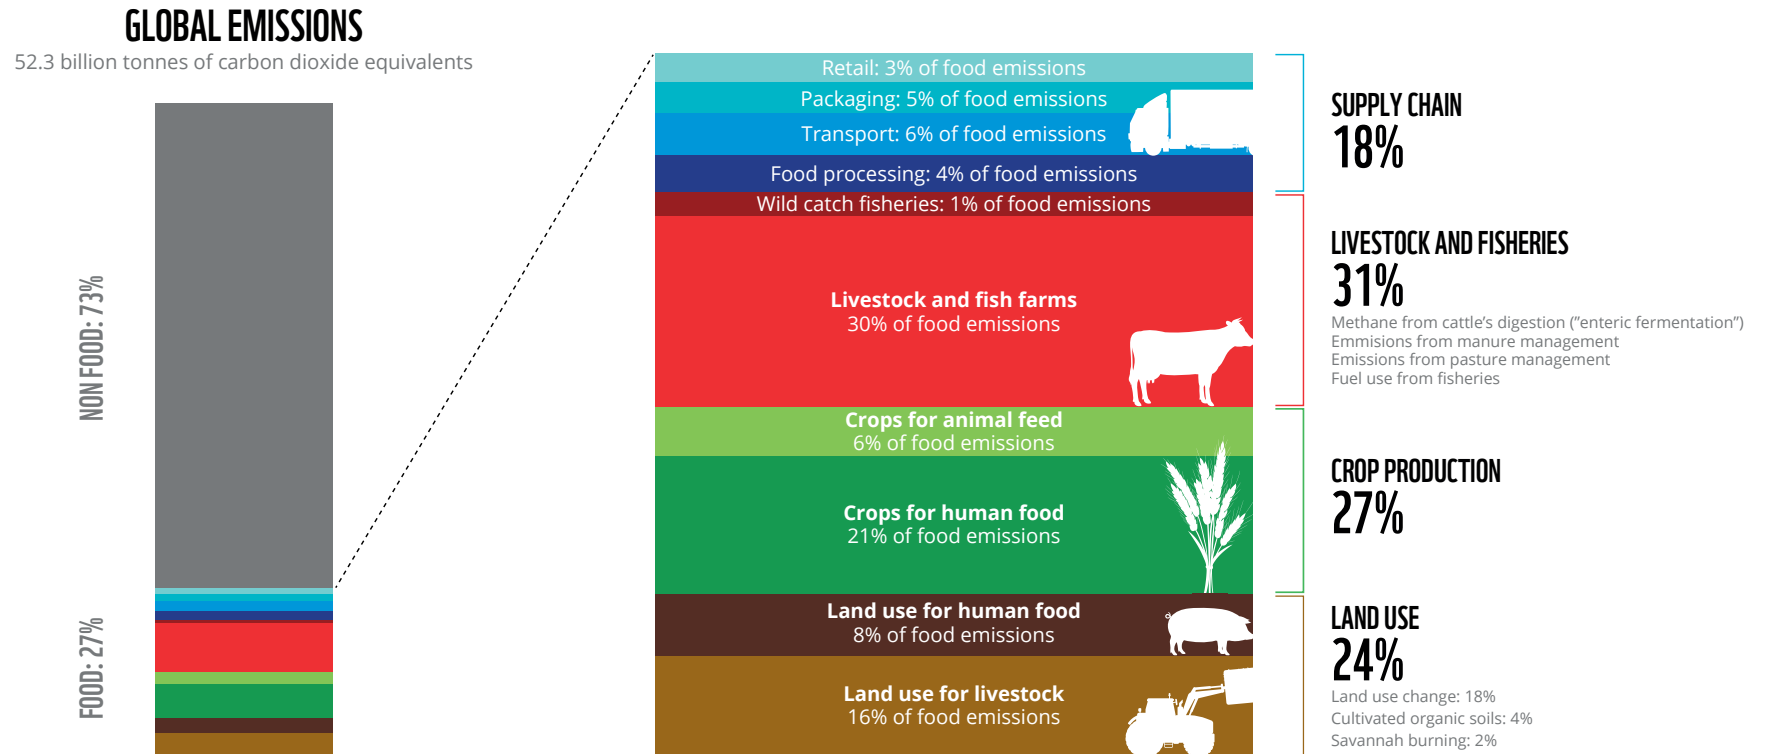 GLOBAL EMISSIONS
52.3 billion tonnes of carbon dioxide equivalents
NON FOOD: 73%
FOOD: 27%
Retail: 3% of food emissions
Packaging: 5% of food emissions
Transport: 6% of food emissions
Food processing: 4% of food emissions
Wild catch fisheries: 1% of food emissions
Livestock and fish farms
30% of food emissions
Crops for animal feed
6% of food emissions
Crops for human food
21% of food emissions
Land use for human food
8% of food emissions
Land use for livestock
16% of food emissions
SUPPLY CHAIN
18%
LIVESTOCK AND FISHERIES
31%
Methane from cattle's digestion (”enteric fermentation”)
Emmisions from manure management
Emissions from pasture management
Fuel use from fisheries
CROP PRODUCTION
27%
LAND USE
24%
Land use change: 18%
Cultivated organic soils: 4%
Savannah burning: 2%